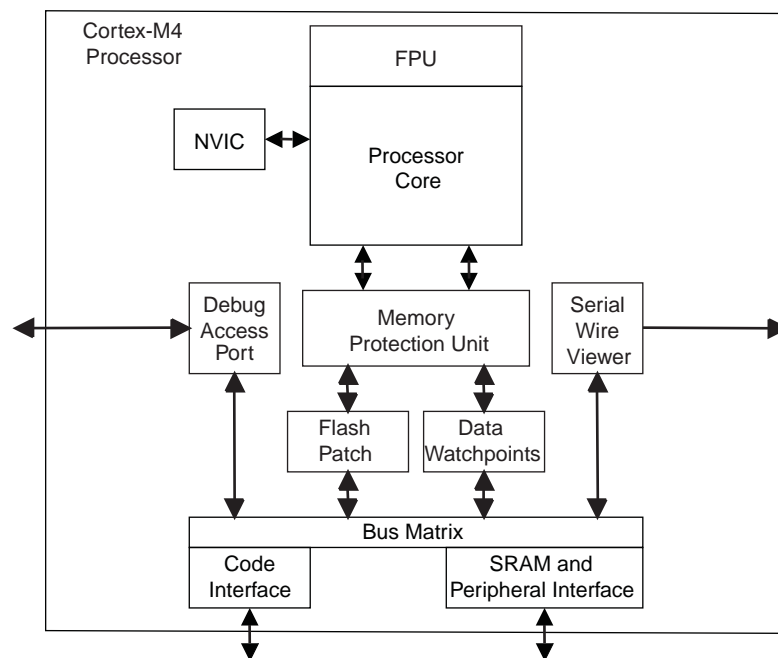 Cortex-M4
Processor
FPU
NVIC
Processor
Core
Debug
Access
Port
Memory
Protection Unit
Serial
Wire
Viewer
Flash
Patch
Data
Watchpoints
Bus Matrix
Code
Interface
SRAM and
Peripheral Interface